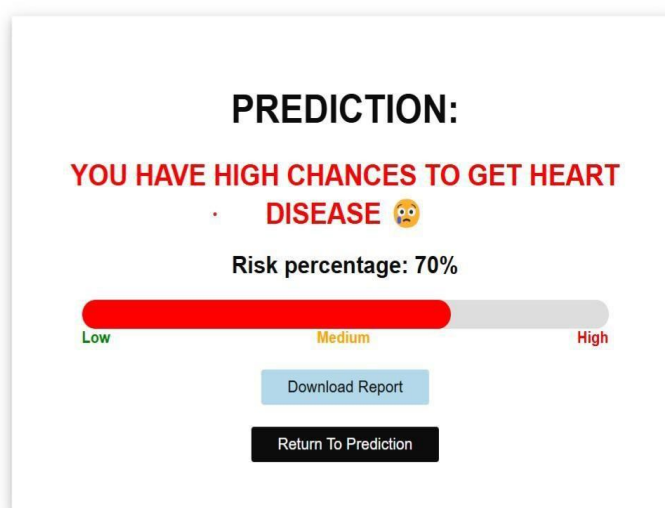 PREDICTION:
YOU HAVE HIGH CHANCES TO GET HEART
DISEASE 😢
Risk percentage: 70%
Low Medium High
Download Report
Return To Prediction